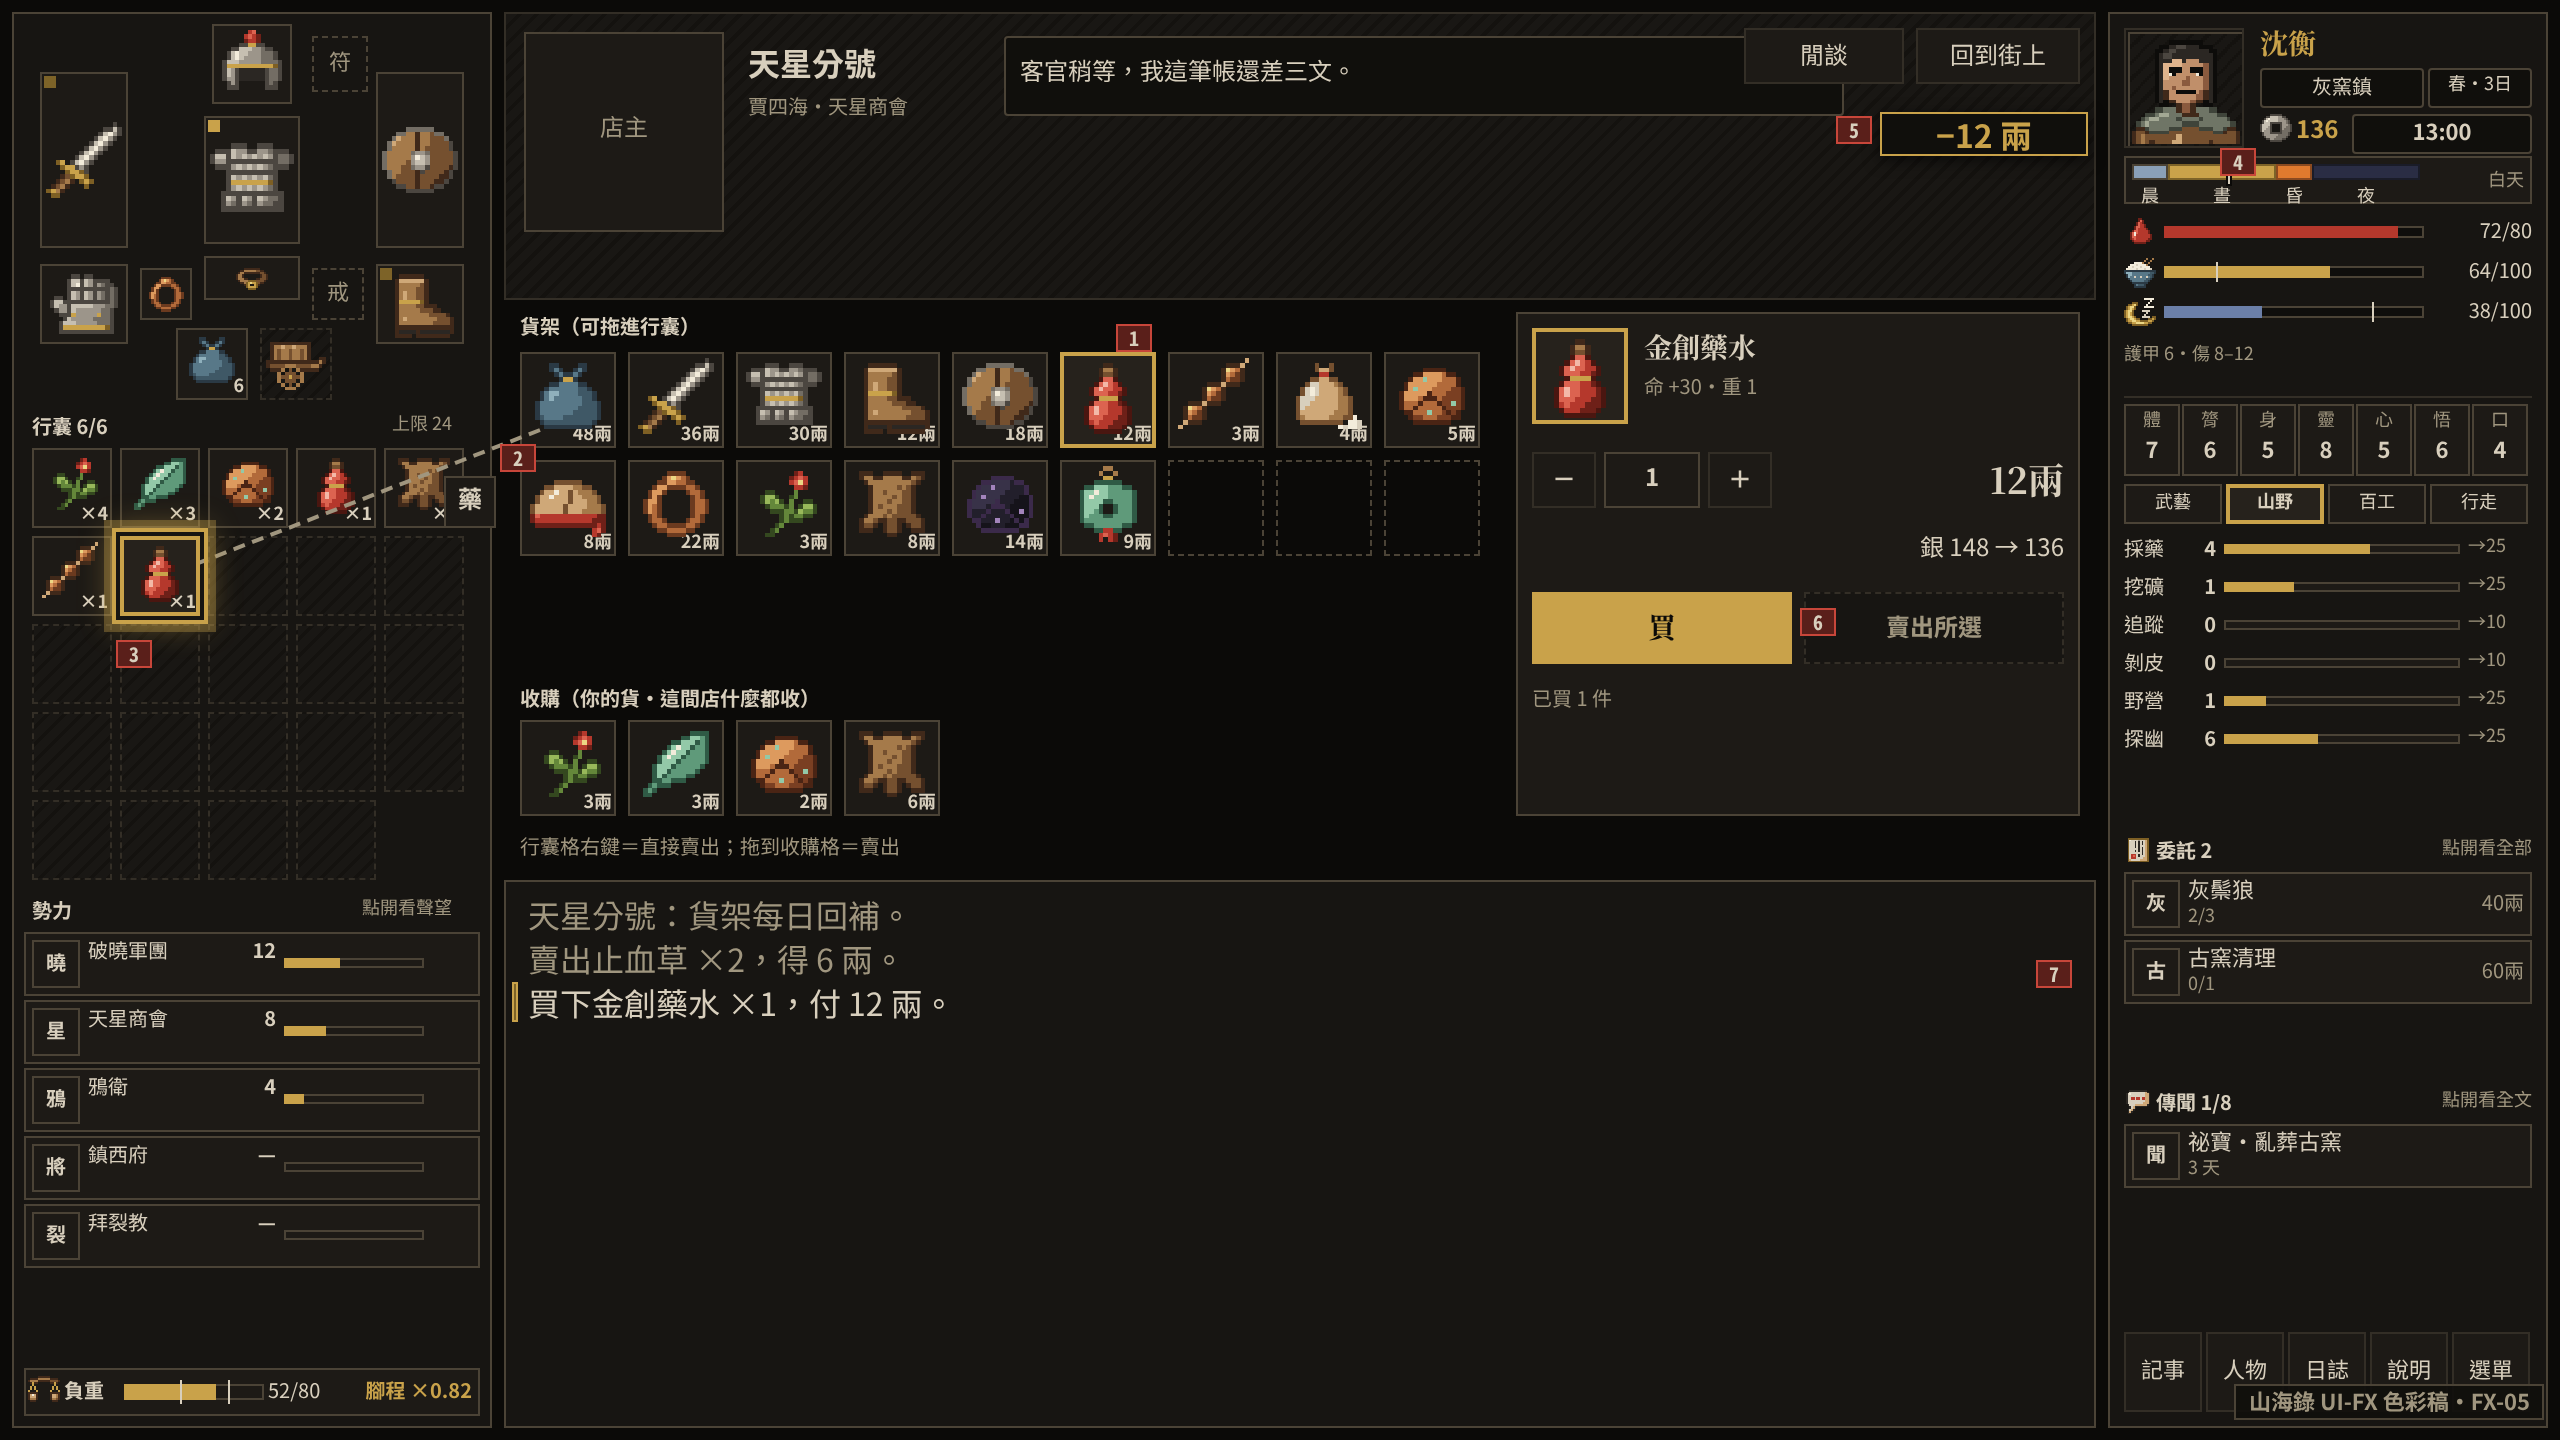 符
戒
6
行囊 6/6
上限 24
×4
×3
×2
×1
×
藥
×1
×1
3
勢力
點開看聲望
曉
破曉軍團
12
星
天星商會
8
鴉
鴉衛
4
將
鎮西府
—
裂
拜裂教
—
負重
52/80
腳程 ×0.82
店主
天星分號
賈四海・天星商會
客官稍等，我這筆帳還差三文。
閒談
回到街上
5
−12 兩
貨架（可拖進行囊）
1
2
48兩
36兩
30兩
12兩
18兩
12兩
3兩
4兩
5兩
8兩
22兩
3兩
8兩
14兩
9兩
金創藥水
命 +30・重 1
−
1
+
12兩
銀 148 → 136
買
6
賣出所選
已買 1 件
收購（你的貨・這間店什麼都收）
3兩
3兩
2兩
6兩
行囊格右鍵＝直接賣出；拖到收購格＝賣出
天星分號：貨架每日回補。
賣出止血草 ×2，得 6 兩。
買下金創藥水 ×1，付 12 兩。
7
沈衡
灰窯鎮
春・3日
136
13:00
4
晨
晝
昏
夜
白天
72/80
64/100
38/100
護甲 6・傷 8–12
體
膂
身
靈
心
悟
口
7
6
5
8
5
6
4
武藝
山野
百工
行走
採藥
4
→25
挖礦
1
→25
追蹤
0
→10
剝皮
0
→10
野營
1
→25
探幽
6
→25
委託 2
點開看全部
灰
灰鬃狼
2/3
40兩
古
古窯清理
0/1
60兩
傳聞 1/8
點開看全文
聞
祕寶・亂葬古窯
3 天
記事
人物
日誌
說明
選單
山海錄 UI-FX 色彩稿・FX-05